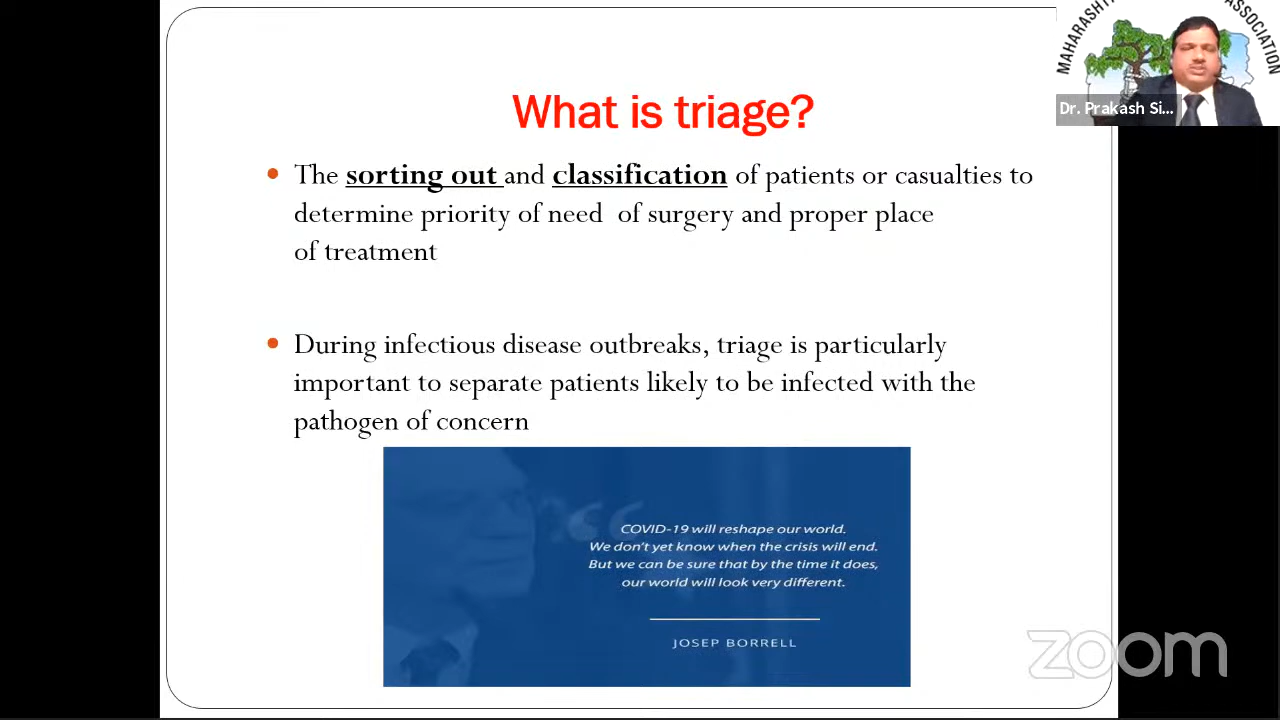 What is triage?
The sorting out and classification of patients or casualties to
determine priority of need of surgery and proper place
of treatment
During infectious disease outbreaks, triage is particularly
important to separate patients likely to be infected with the
pathogen of concern
COVID-19 will reshape our world.
We don't yet know when the crisis will end.
But we can be sure that by the time it does,
our world will look very different.
JOSEP BORRELL
ASSOCIATION
Dr. Prakash Si...
zoom